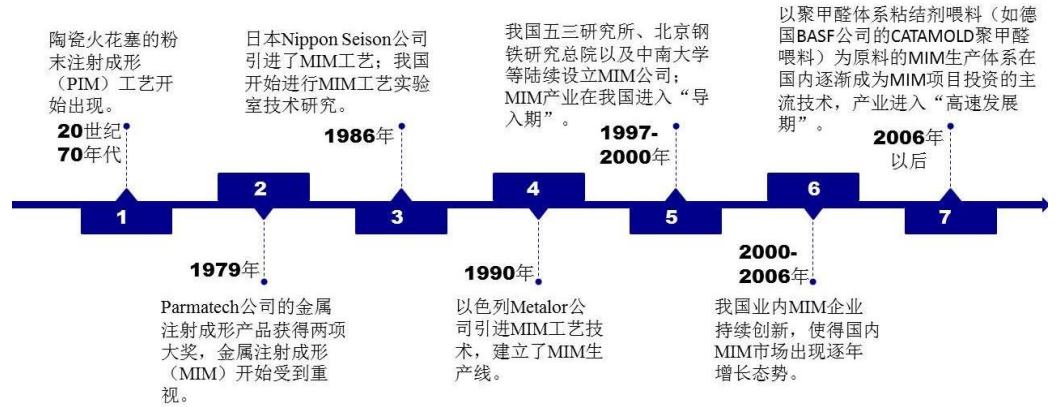 陶瓷火花塞的粉
末注射成形
（PIM）工艺开
始出现。
20世纪
70年代
1
2
1979年
Parmatech公司的金属
注射成形产品获得两项
大奖，金属注射成形
（MIM）开始受到重
视。
日本Nippon Seison公司
引进了MIM工艺；我国
开始进行MIM工艺实验
室技术研究。
1986年
3
4
1990年
以色列Metalor公
司引进MIM工艺技
术，建立了MIM生
产线。
我国五三研究所、北京钢
铁研究总院以及中南大学
等陆续设立MIM公司；
MIM产业在我国进入“导
入期”。
1997-
2000年
5
6
2000-
2006年
我国业内MIM企业
持续创新，使得国内
MIM市场出现逐年
增长态势。
以聚甲醛体系粘结剂喂料（如德
国BASF公司的CATAMOLD聚甲醛
喂料）为原料的MIM生产体系在
国内逐渐成为MIM项目投资的主
流技术，产业进入“高速发展
期”。
2006年
以后
7